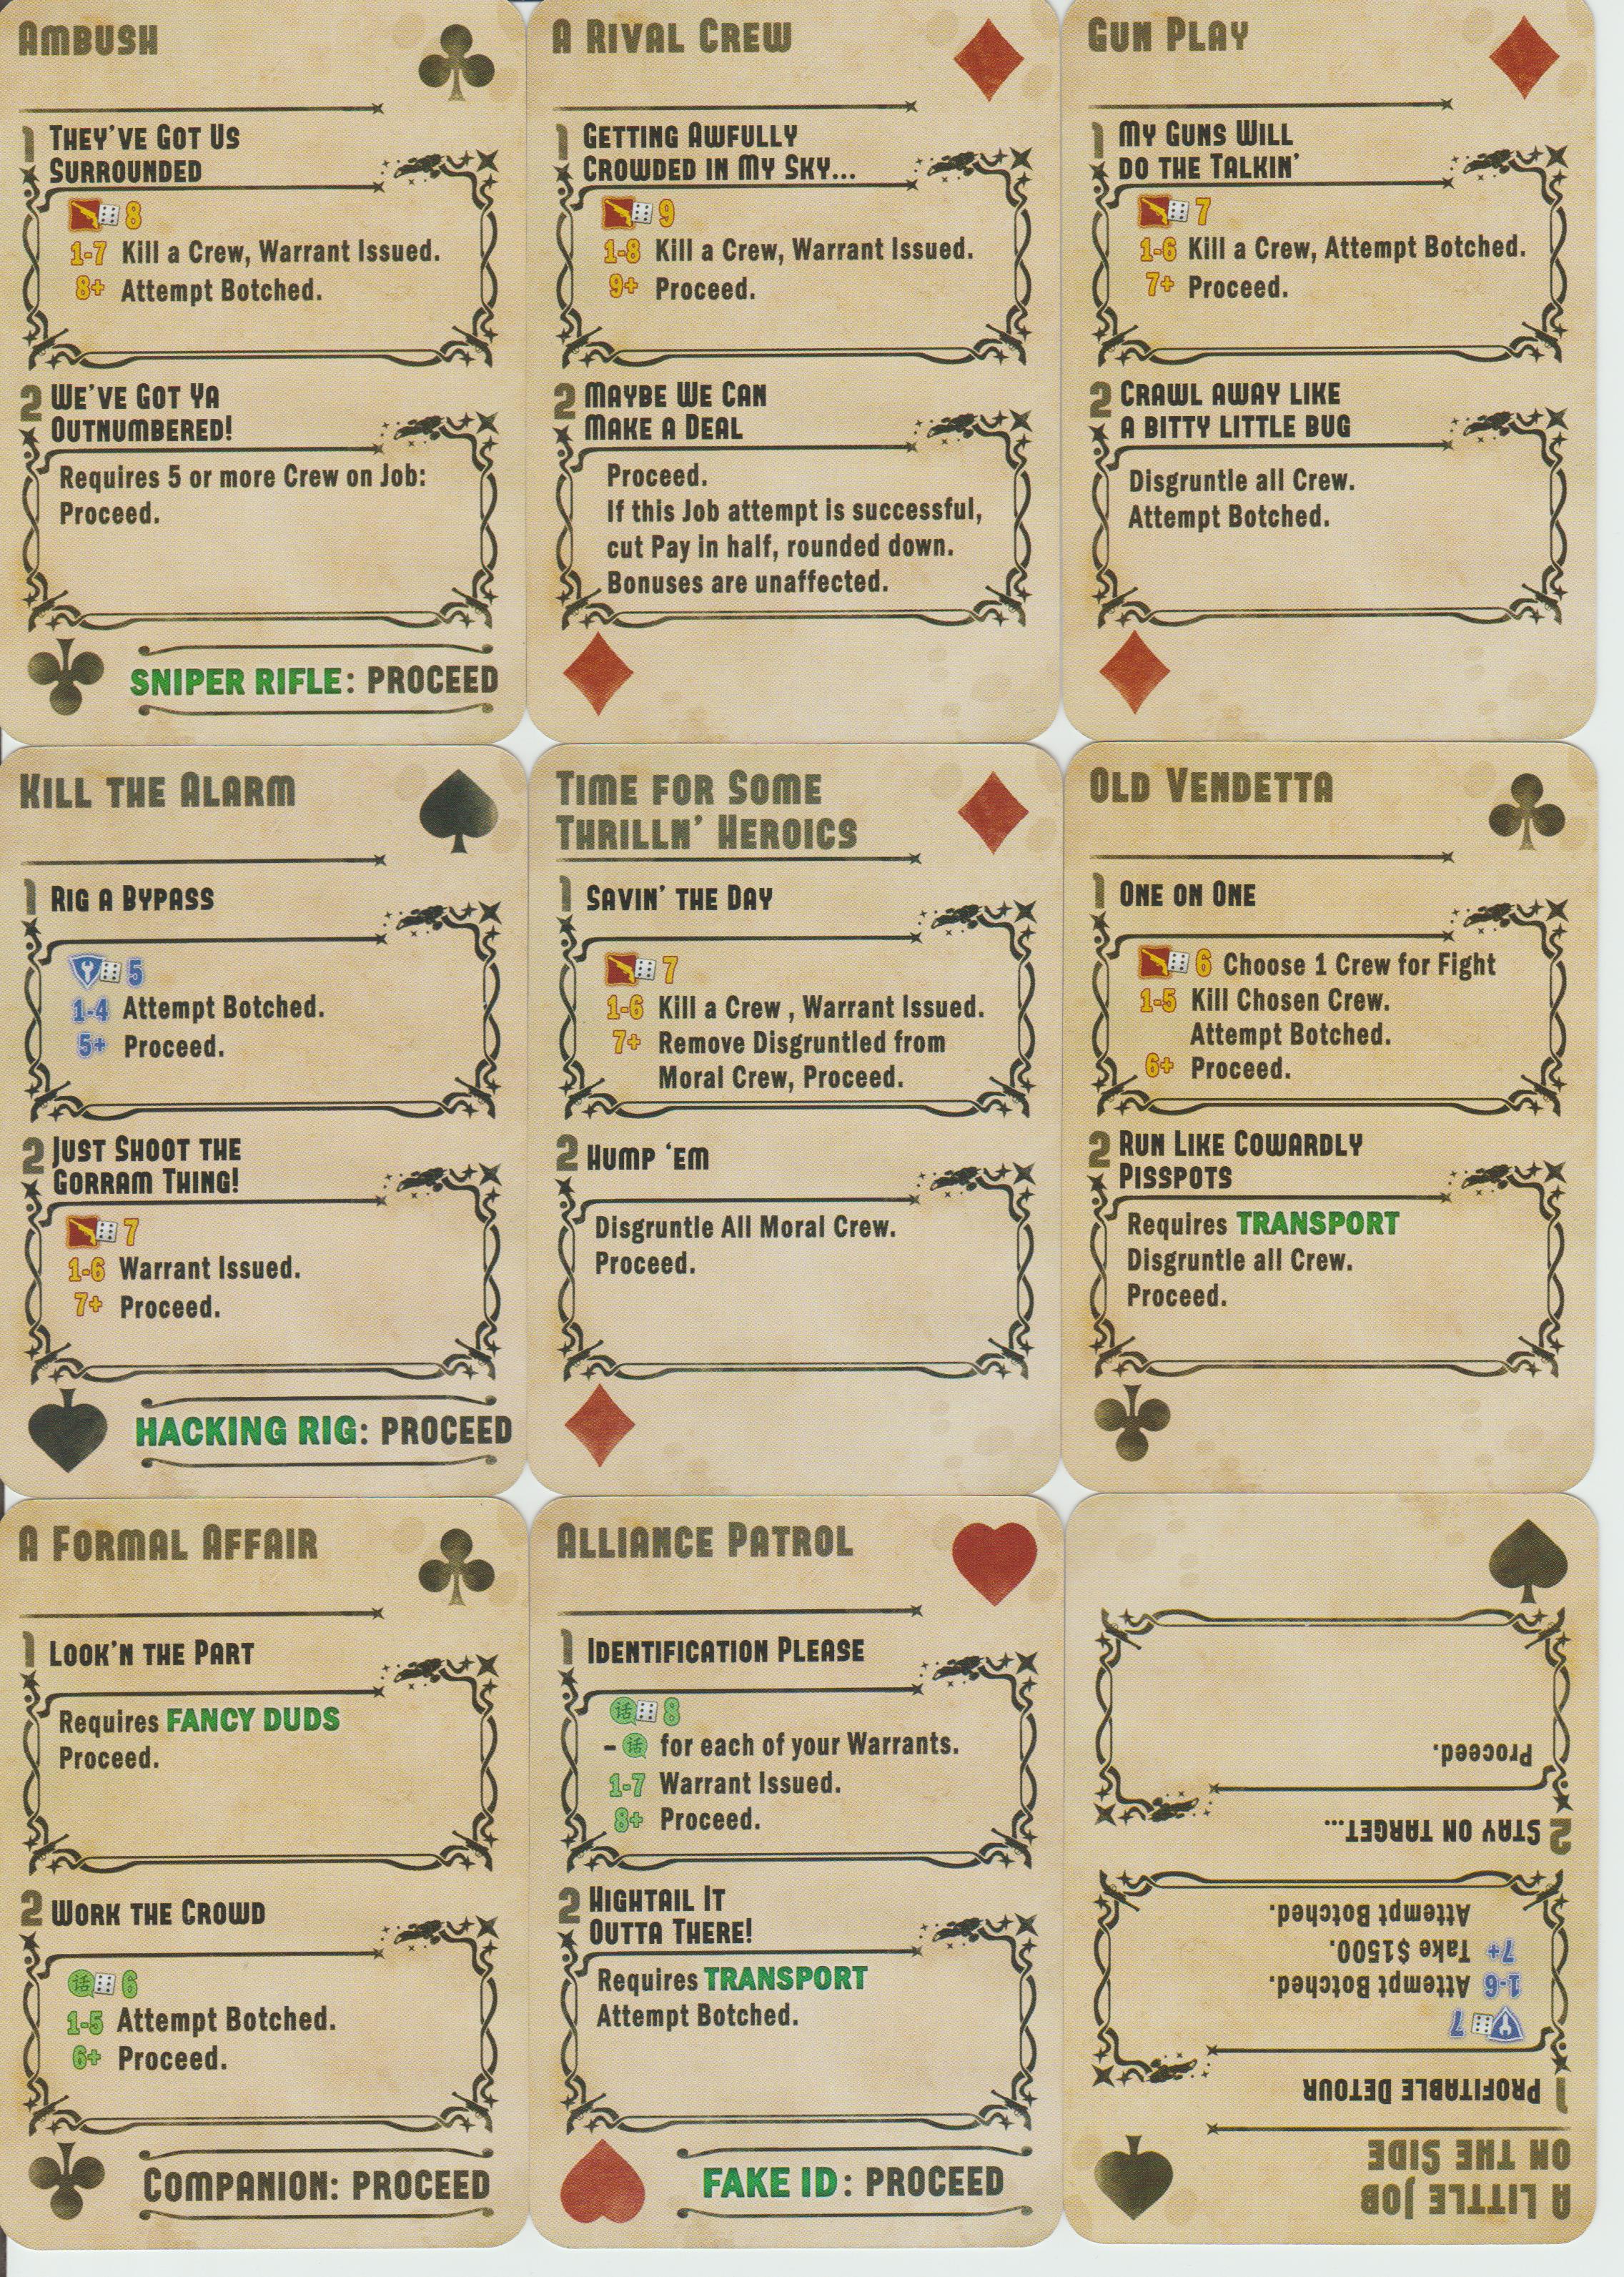 AMBUSH
1 THEY'VE GOT US
SURROUNDED
8
1-7 Kill a Crew, Warrant Issued.
8+ Attempt Botched.
2 WE'VE GOT YA
OUTNUMBERED!
Requires 5 or more Crew on Job:
Proceed.
SNIPER RIFLE: PROCEED
A RIVAL CREW
1 GETTING AWFULLY
CROWDED IN MY SKY...
9
1-8 Kill a Crew, Warrant Issued.
9+ Proceed.
2 MAYBE WE CAN
MAKE A DEAL
Proceed.
If this Job attempt is successful,
cut Pay in half, rounded down.
Bonuses are unaffected.
GUN PLAY
1 MY GUNS WILL
DO THE TALKIN'
7
1-6 Kill a Crew, Attempt Botched.
7+ Proceed.
2 CRAWL AWAY LIKE
A BITTY LITTLE BUG
Disgruntle all Crew.
Attempt Botched.
KILL THE ALARM
1 RIG A BYPASS
5
1-4 Attempt Botched.
5+ Proceed.
2 JUST SHOOT THE
GORRAM THING!
7
1-6 Warrant Issued.
7+ Proceed.
HACKING RIG: PROCEED
TIME FOR SOME
THRILLN' HEROICS
1 SAVIN' THE DAY
7
1-6 Kill a Crew , Warrant Issued.
7+ Remove Disgruntled from
Moral Crew, Proceed.
2 HUMP 'EM
Disgruntle All Moral Crew.
Proceed.
OLD VENDETTA
1 ONE ON ONE
6 Choose 1 Crew for Fight
1-5 Kill Chosen Crew.
Attempt Botched.
6+ Proceed.
2 RUN LIKE COWARDLY
PISSPOTS
Requires TRANSPORT
Disgruntle all Crew.
Proceed.
A FORMAL AFFAIR
1 LOOK'N THE PART
Requires FANCY DUDS
Proceed.
2 WORK THE CROWD
话 6
1-5 Attempt Botched.
6+ Proceed.
COMPANION: PROCEED
ALLIANCE PATROL
1 IDENTIFICATION PLEASE
话 8
– 话 for each of your Warrants.
1-7 Warrant Issued.
8+ Proceed.
2 HIGHTAIL IT
OUTTA THERE!
Requires TRANSPORT
Attempt Botched.
FAKE ID: PROCEED
A LITTLE JOB
ON THE SIDE
1 PROFITABLE DETOUR
7
1-6 Attempt Botched.
7+ Take $1500.
Attempt Botched.
2 STAY ON TARGET...
Proceed.